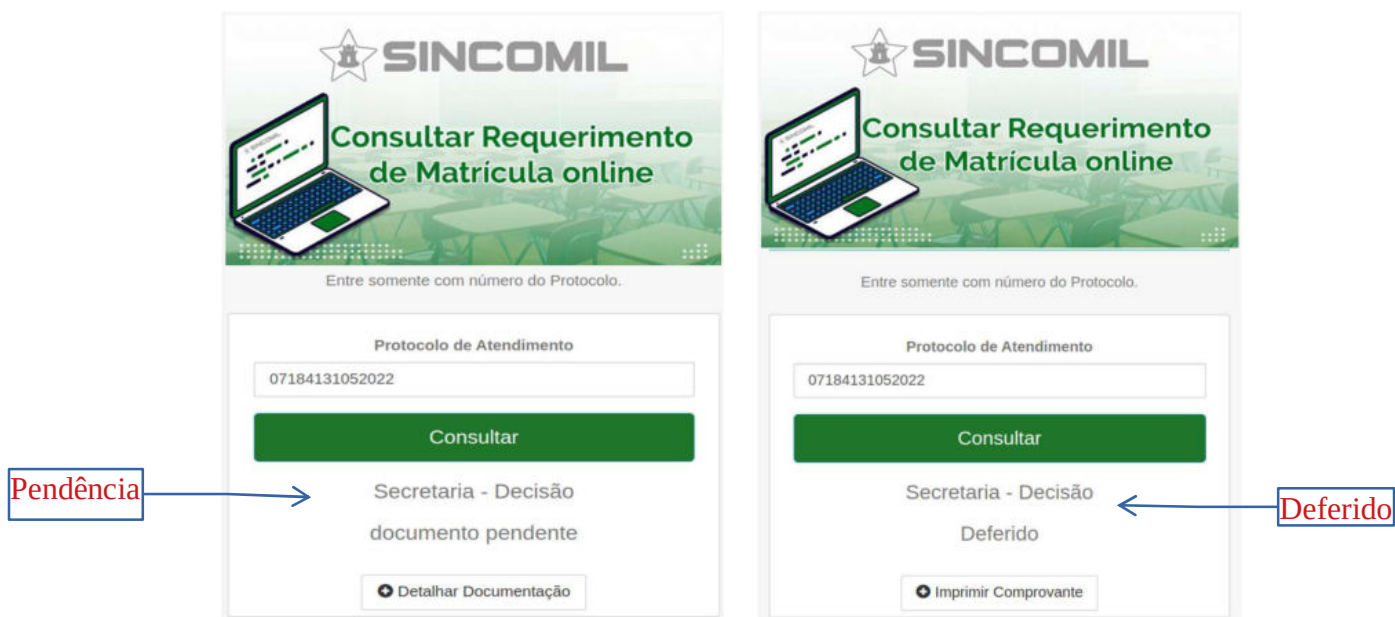 SINCOMIL
Consultar Requerimento
de Matrícula online
Entre somente com número do Protocolo.
Protocolo de Atendimento
07184131052022
Consultar
Pendência
Secretaria - Decisão
documento pendente
Detalhar Documentação
SINCOMIL
Consultar Requerimento
de Matrícula online
Entre somente com número do Protocolo.
Protocolo de Atendimento
07184131052022
Consultar
Secretaria - Decisão
Deferido
Deferido
Imprimir Comprovante